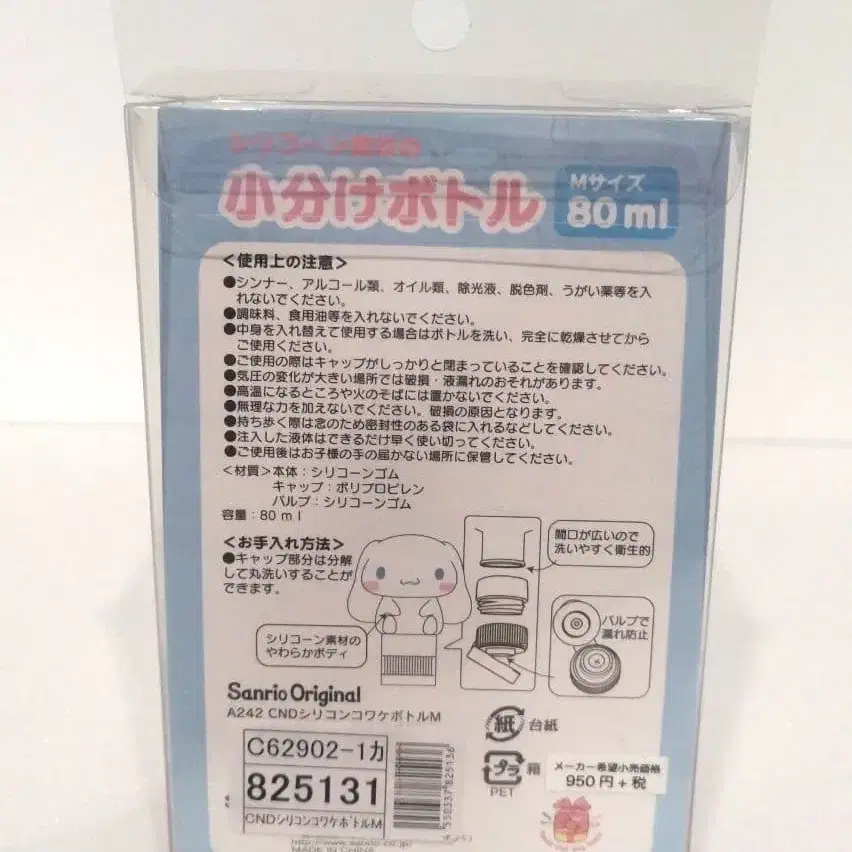 シリコーン素材の
小分けボトル
Mサイズ
80ml
<使用上の注意>
●シンナー、アルコール類、オイル類、除光液、脱色剤、うがい薬等を入
れないでください。
●調味料、食用油等を入れないでください。
●中身を入れ替えて使用する場合はボトルを洗い、完全に乾燥させてから
ご使用ください。
●ご使用の際はキャップがしっかりと閉まっていることを確認してください。
●気圧の変化が大きい場所では破損・液漏れのおそれがあります。
●高温になるところや火のそばには置かないでください。
●無理な力を加えないでください。破損の原因となります。
●持ち歩く際は念のため密封性のある袋に入れるなどしてください。
●注入した液体はできるだけ早く使い切ってください。
●ご使用後はお子様の手の届かない場所に保管してください。
<材質>本体:シリコーンゴム
キャップ:ポリプロピレン
バルブ:シリコーンゴム
容量:80ml
<お手入れ方法>
●キャップ部分は分解
して丸洗いすることが
できます。
間口が広いので
洗いやすく衛生的
バルブで
漏れ防止
シリコーン素材の
やわらかボディ
Sanrio Original
A242 CNDシリコンコワケボトルM
C62902-1カ
825131
CNDシリコンコワケボトルM
4550337825136
紙 台紙
プラ 箱
PET
メーカー希望小売価格
950円+税
http://www.sanrio.co.jp/
MADE IN CHINA